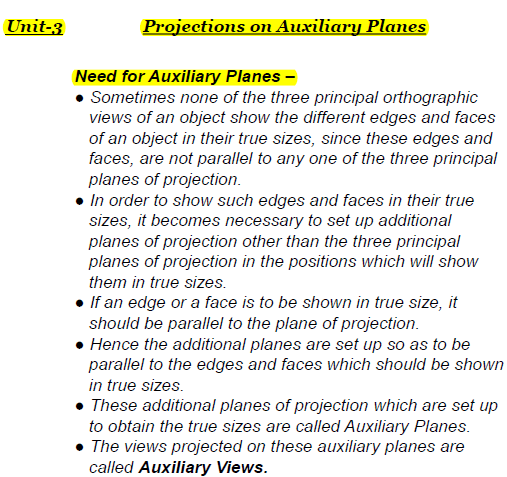 Unit-3 Projections on Auxiliary Planes
Need for Auxiliary Planes –
● Sometimes none of the three principal orthographic
views of an object show the different edges and faces
of an object in their true sizes, since these edges and
faces, are not parallel to any one of the three principal
planes of projection.
● In order to show such edges and faces in their true
sizes, it becomes necessary to set up additional
planes of projection other than the three principal
planes of projection in the positions which will show
them in true sizes.
● If an edge or a face is to be shown in true size, it
should be parallel to the plane of projection.
● Hence the additional planes are set up so as to be
parallel to the edges and faces which should be shown
in true sizes.
● These additional planes of projection which are set up
to obtain the true sizes are called Auxiliary Planes.
● The views projected on these auxiliary planes are
called Auxiliary Views.